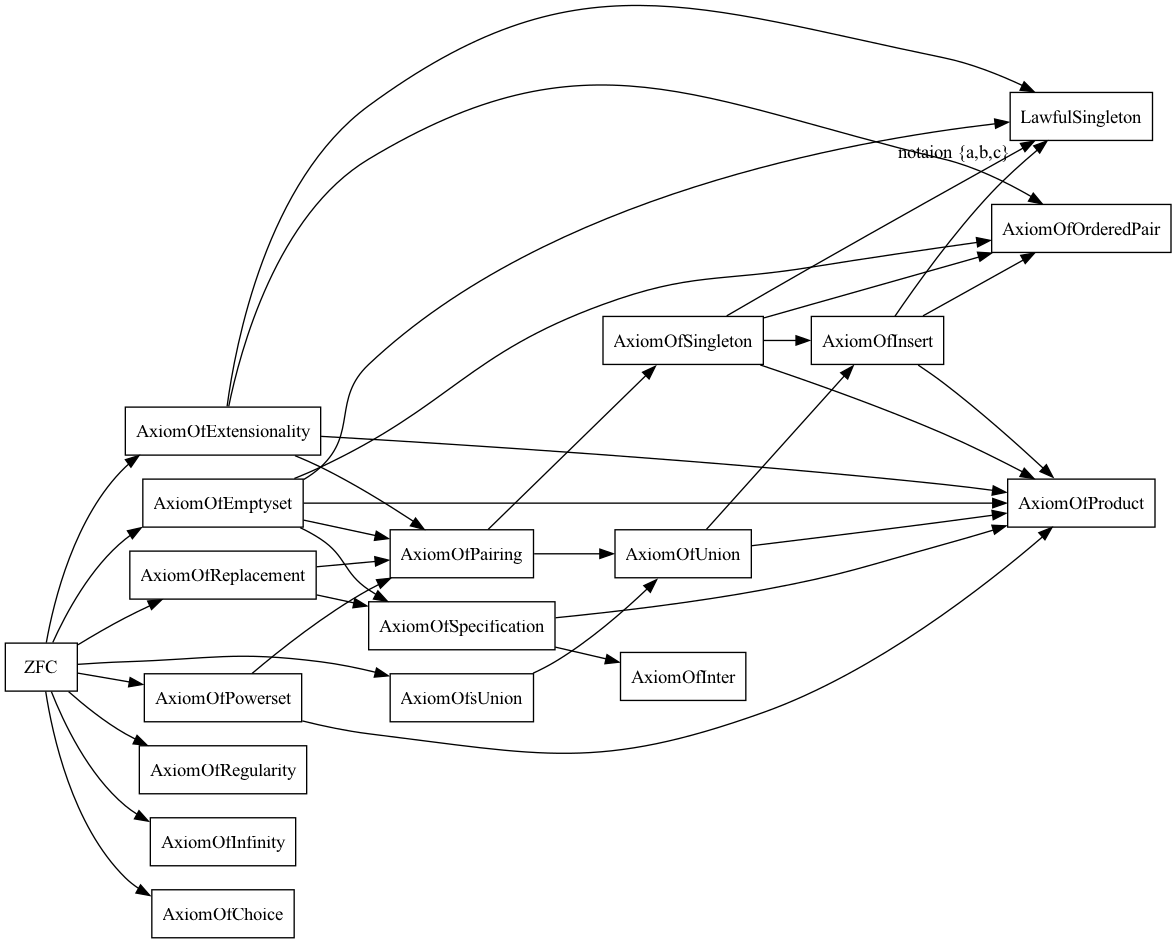 LawfulSingleton
notaion {a,b,c}
AxiomOfOrderedPair
AxiomOfSingleton
AxiomOfInsert
AxiomOfExtensionality
AxiomOfEmptyset
AxiomOfProduct
AxiomOfPairing
AxiomOfUnion
AxiomOfReplacement
AxiomOfSpecification
ZFC
AxiomOfInter
AxiomOfPowerset
AxiomOfsUnion
AxiomOfRegularity
AxiomOfInfinity
AxiomOfChoice